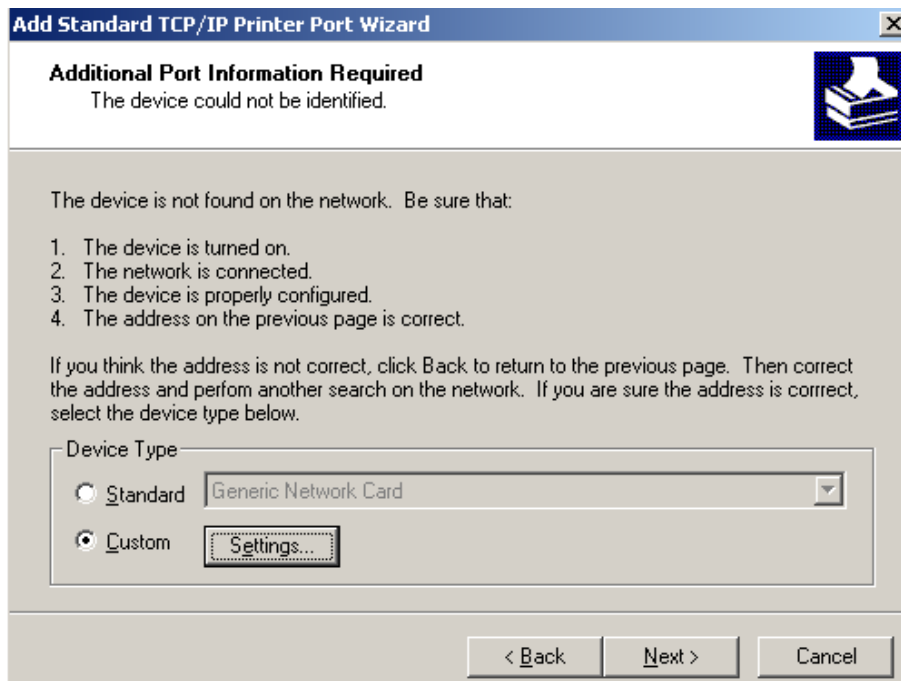 Add Standard TCP/IP Printer Port Wizard
Additional Port Information Required
The device could not be identified.
The device is not found on the network. Be sure that:
1. The device is turned on.
2. The network is connected.
3. The device is properly configured.
4. The address on the previous page is correct.
If you think the address is not correct, click Back to return to the previous page. Then correct
the address and perfom another search on the network. If you are sure the address is corrrect,
select the device type below.
Device Type
Standard Generic Network Card
Custom Settings...
< Back Next > Cancel